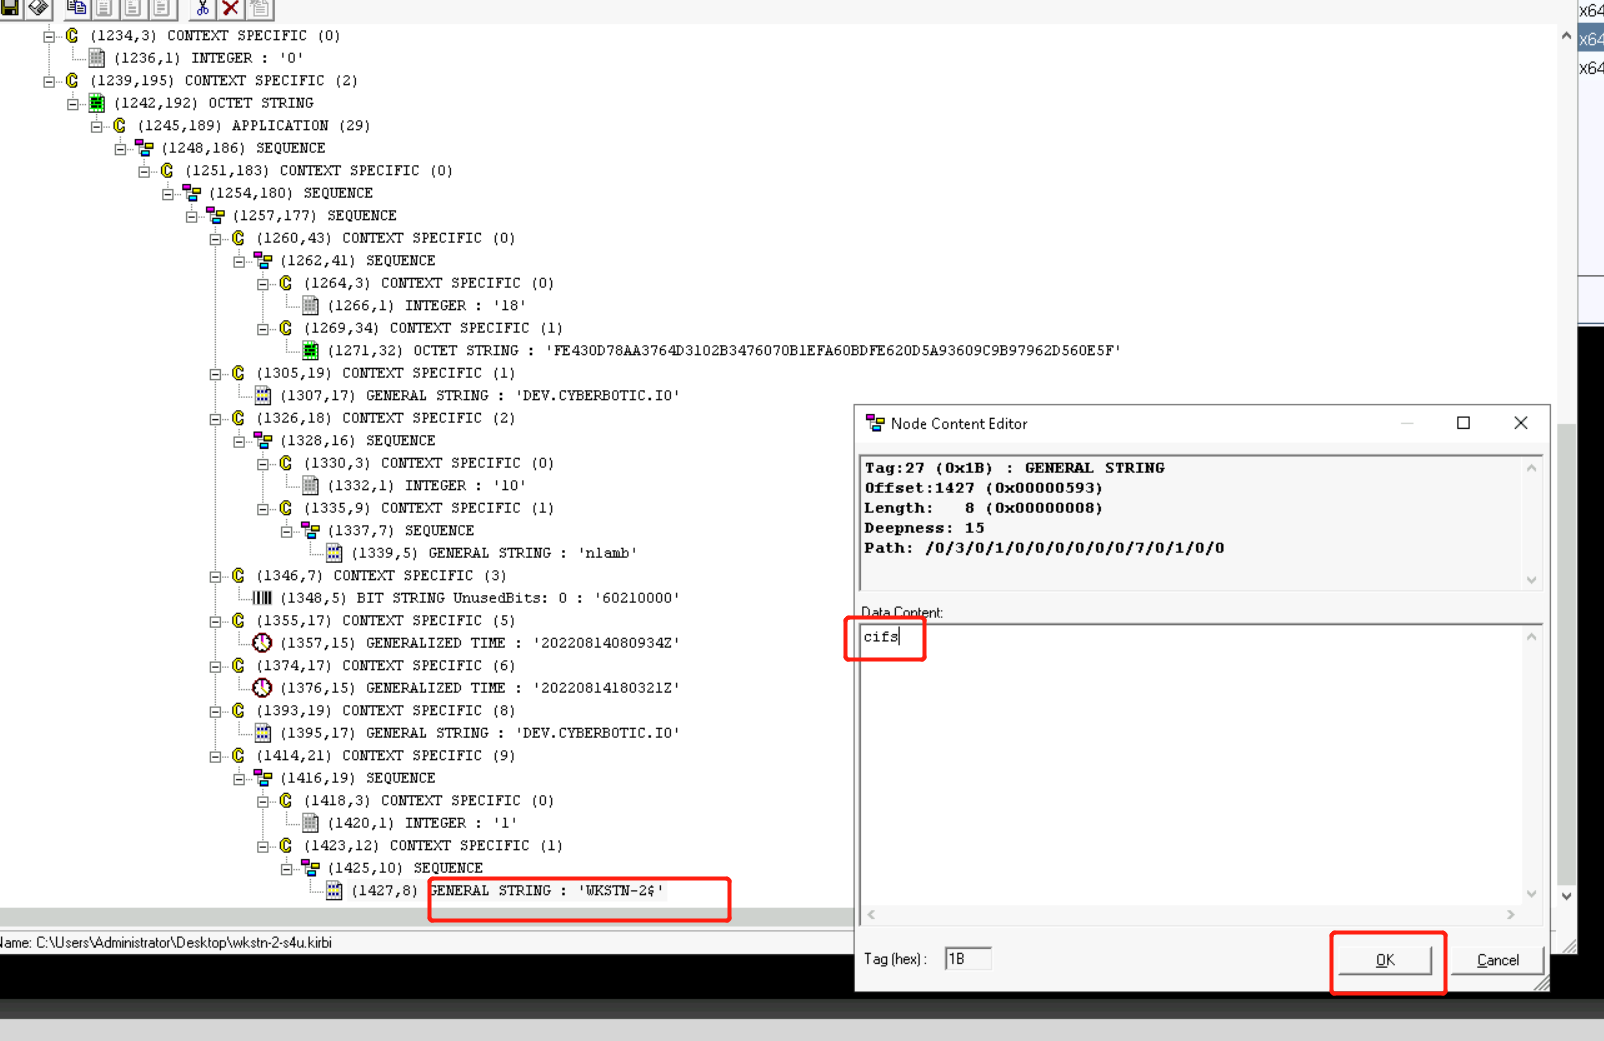 x64
x64
x64
(1234,3) CONTEXT SPECIFIC (0)
(1236,1) INTEGER : '0'
(1239,195) CONTEXT SPECIFIC (2)
(1242,192) OCTET STRING
(1245,189) APPLICATION (29)
(1248,186) SEQUENCE
(1251,183) CONTEXT SPECIFIC (0)
(1254,180) SEQUENCE
(1257,177) SEQUENCE
(1260,43) CONTEXT SPECIFIC (0)
(1262,41) SEQUENCE
(1264,3) CONTEXT SPECIFIC (0)
(1266,1) INTEGER : '18'
(1269,34) CONTEXT SPECIFIC (1)
(1271,32) OCTET STRING : 'FE430D78AA3764D3102B3476070B1EFA60BDFE620D5A93609C9B97962D560E5F'
(1305,19) CONTEXT SPECIFIC (1)
(1307,17) GENERAL STRING : 'DEV.CYBERBOTIC.IO'
(1326,18) CONTEXT SPECIFIC (2)
(1328,16) SEQUENCE
(1330,3) CONTEXT SPECIFIC (0)
(1332,1) INTEGER : '10'
(1335,9) CONTEXT SPECIFIC (1)
(1337,7) SEQUENCE
(1339,5) GENERAL STRING : 'nlamb'
(1346,7) CONTEXT SPECIFIC (3)
(1348,5) BIT STRING UnusedBits: 0 : '60210000'
(1355,17) CONTEXT SPECIFIC (5)
(1357,15) GENERALIZED TIME : '20220814080934Z'
(1374,17) CONTEXT SPECIFIC (6)
(1376,15) GENERALIZED TIME : '20220814180321Z'
(1393,19) CONTEXT SPECIFIC (8)
(1395,17) GENERAL STRING : 'DEV.CYBERBOTIC.IO'
(1414,21) CONTEXT SPECIFIC (9)
(1416,19) SEQUENCE
(1418,3) CONTEXT SPECIFIC (0)
(1420,1) INTEGER : '1'
(1423,12) CONTEXT SPECIFIC (1)
(1425,10) SEQUENCE
(1427,8) GENERAL STRING : 'WKSTN-2$'
Name: C:\Users\Administrator\Desktop\wkstn-2-s4u.kirbi
Node Content Editor
Tag:27 (0x1B) : GENERAL STRING
Offset:1427 (0x00000593)
Length:   8 (0x00000008)
Deepness: 15
Path: /0/3/0/1/0/0/0/0/0/0/7/0/1/0/0
Data Content:
cifs
Tag (hex) : 1B
OK
Cancel